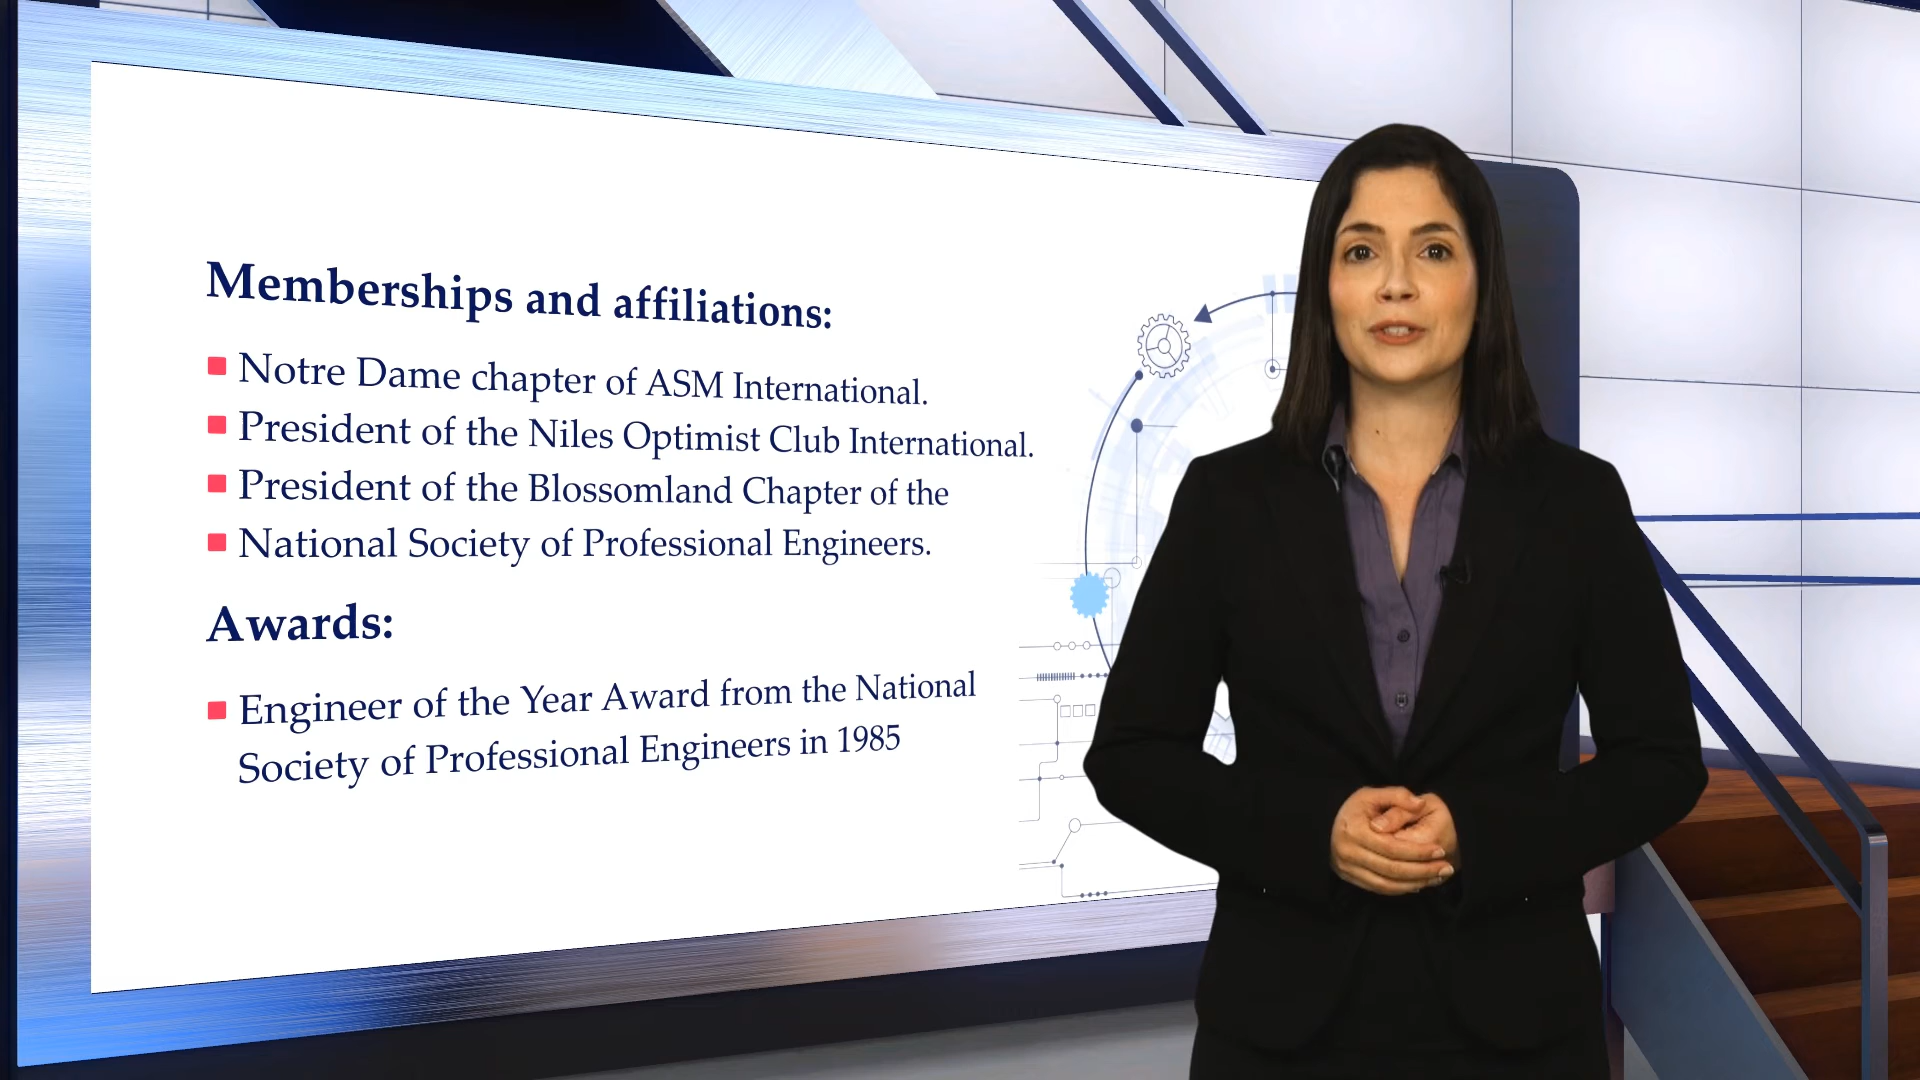 Memberships and affiliations:
Notre Dame chapter of ASM International.
President of the Niles Optimist Club International.
President of the Blossomland Chapter of the
National Society of Professional Engineers.
Awards:
Engineer of the Year Award from the National
Society of Professional Engineers in 1985